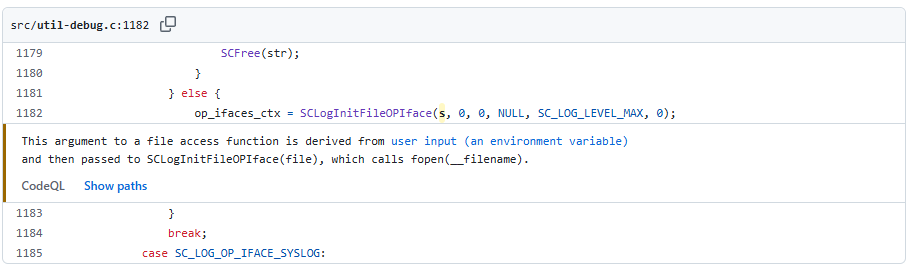 src/util-debug.c:1182
1179 SCFree(str);
1180 }
1181 } else {
1182 op_ifaces_ctx = SCLogInitFileOPIface(s, 0, 0, NULL, SC_LOG_LEVEL_MAX, 0);
This argument to a file access function is derived from user input (an environment variable)
and then passed to SCLogInitFileOPIface(file), which calls fopen(__filename).
CodeQL Show paths
1183 }
1184 break;
1185 case SC_LOG_OP_IFACE_SYSLOG: